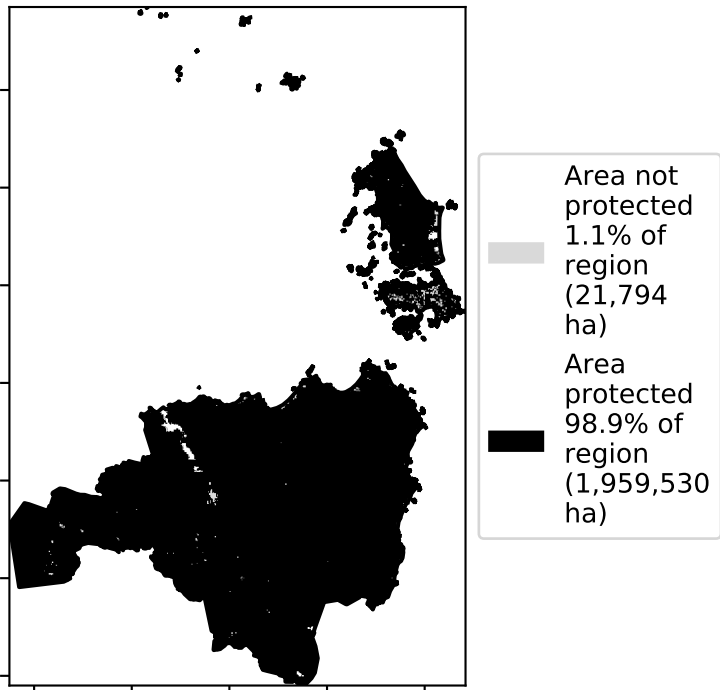 Area not
protected
1.1% of
region
(21,794
ha)
Area
protected
98.9% of
region
(1,959,530
ha)